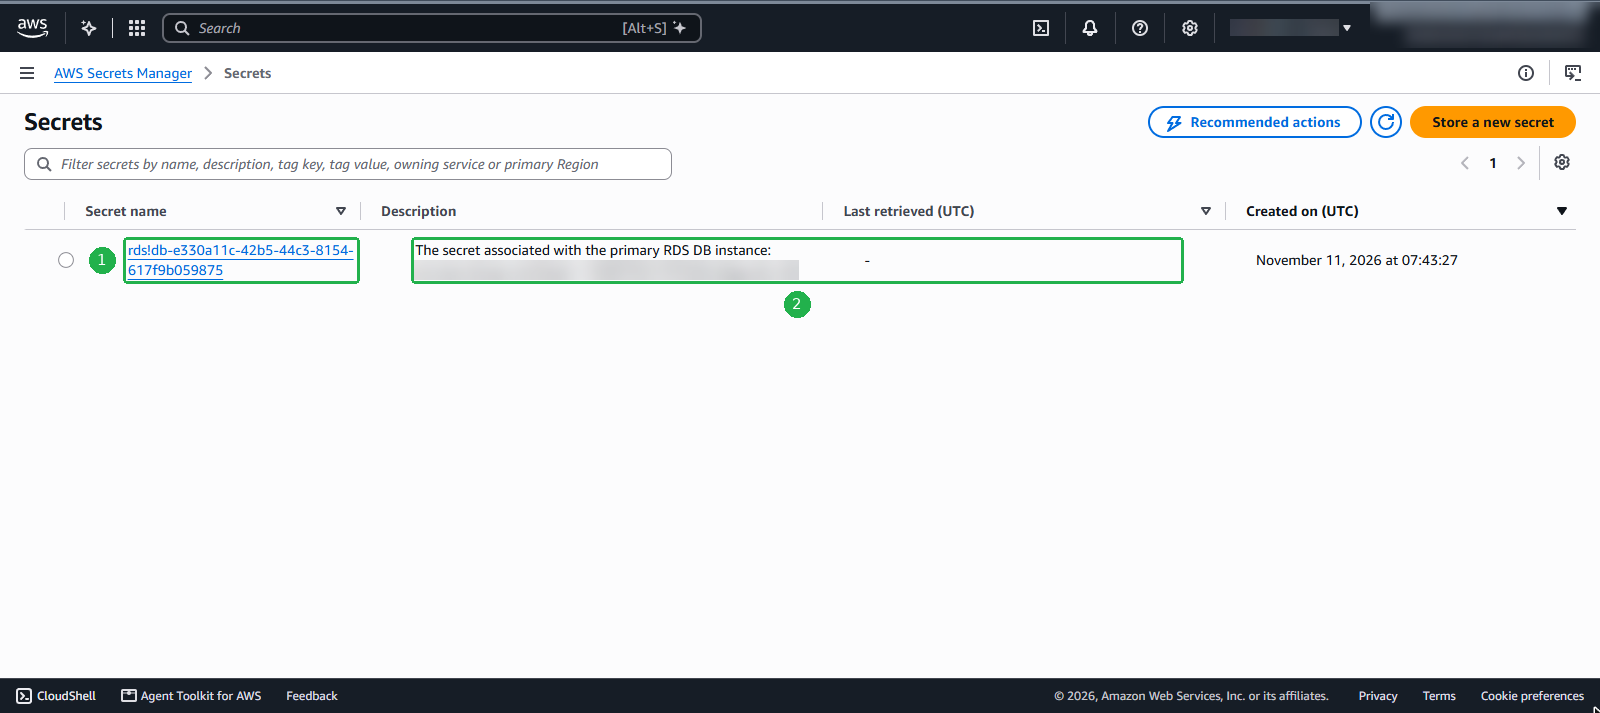 aws
Search [Alt+S]
AWS Secrets Manager > Secrets
Secrets
Recommended actions
Store a new secret
Filter secrets by name, description, tag key, tag value, owning service or primary Region
1
Secret name Description Last retrieved (UTC) Created on (UTC)
1
rds!db-e330a11c-42b5-44c3-8154-
617f9b059875
The secret associated with the primary RDS DB instance:
-
November 11, 2026 at 07:43:27
2
CloudShell Agent Toolkit for AWS Feedback © 2026, Amazon Web Services, Inc. or its affiliates. Privacy Terms Cookie preferences